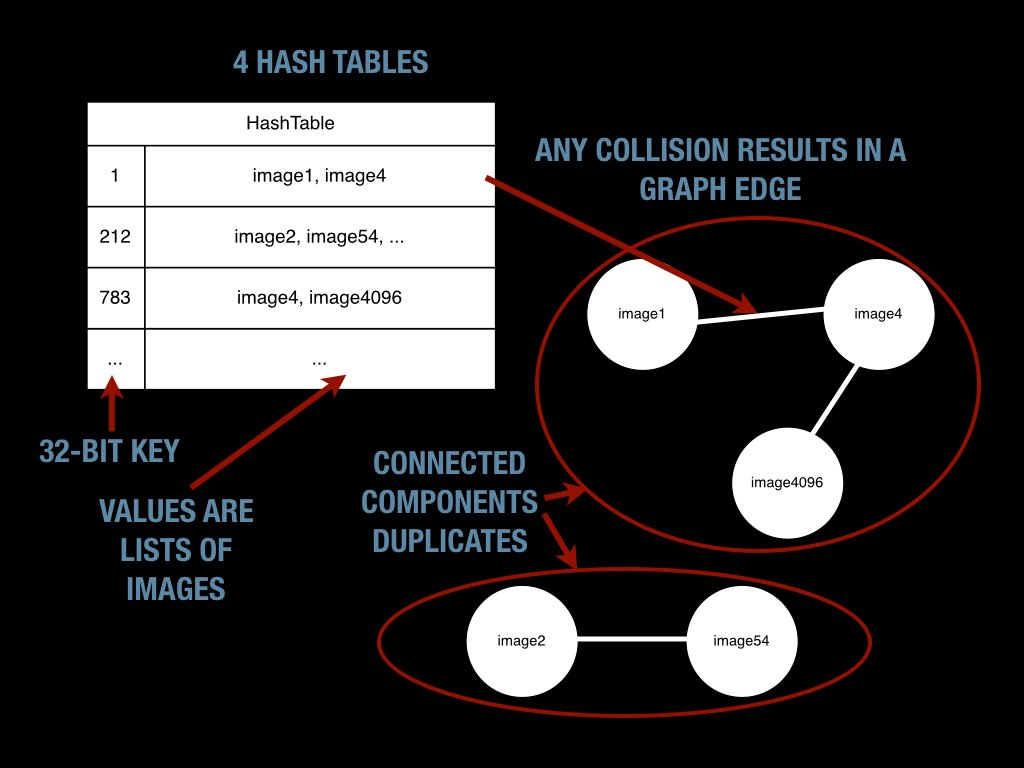 4 HASH TABLES
HashTable
1 image1, image4
212 image2, image54, ...
783 image4, image4096
... ...
ANY COLLISION RESULTS IN A
GRAPH EDGE
image1
image4
image4096
32-BIT KEY
VALUES ARE
LISTS OF
IMAGES
CONNECTED
COMPONENTS
DUPLICATES
image2
image54